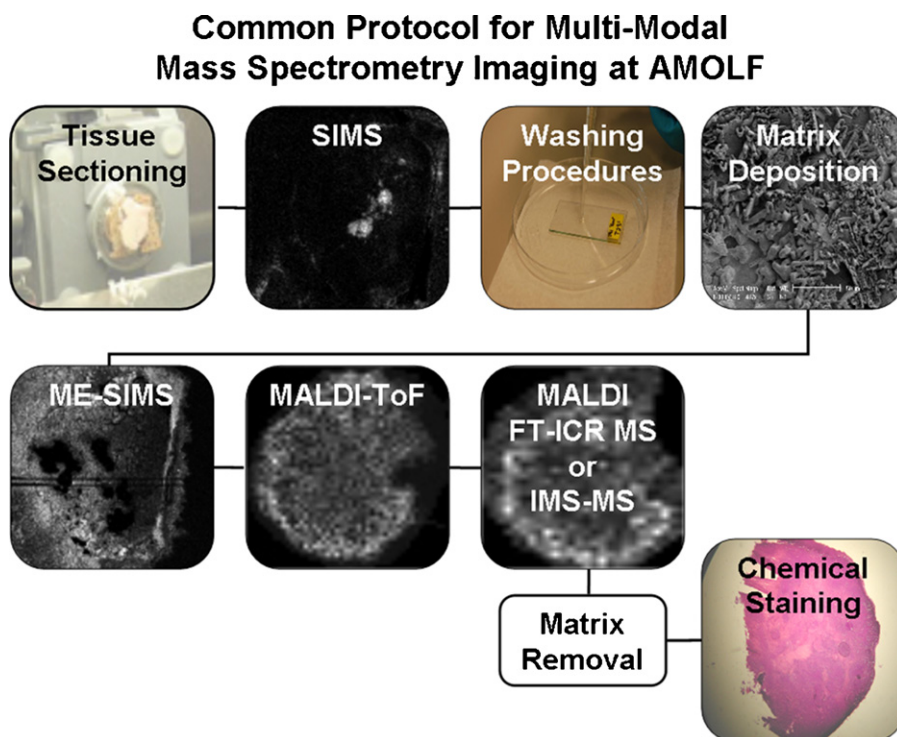 Common Protocol for Multi-Modal
Mass Spectrometry Imaging at AMOLF
Tissue
Sectioning
SIMS
Washing
Procedures
Matrix
Deposition
ME-SIMS
MALDI-ToF
MALDI
FT-ICR MS
or
IMS-MS
Matrix
Removal
Chemical
Staining